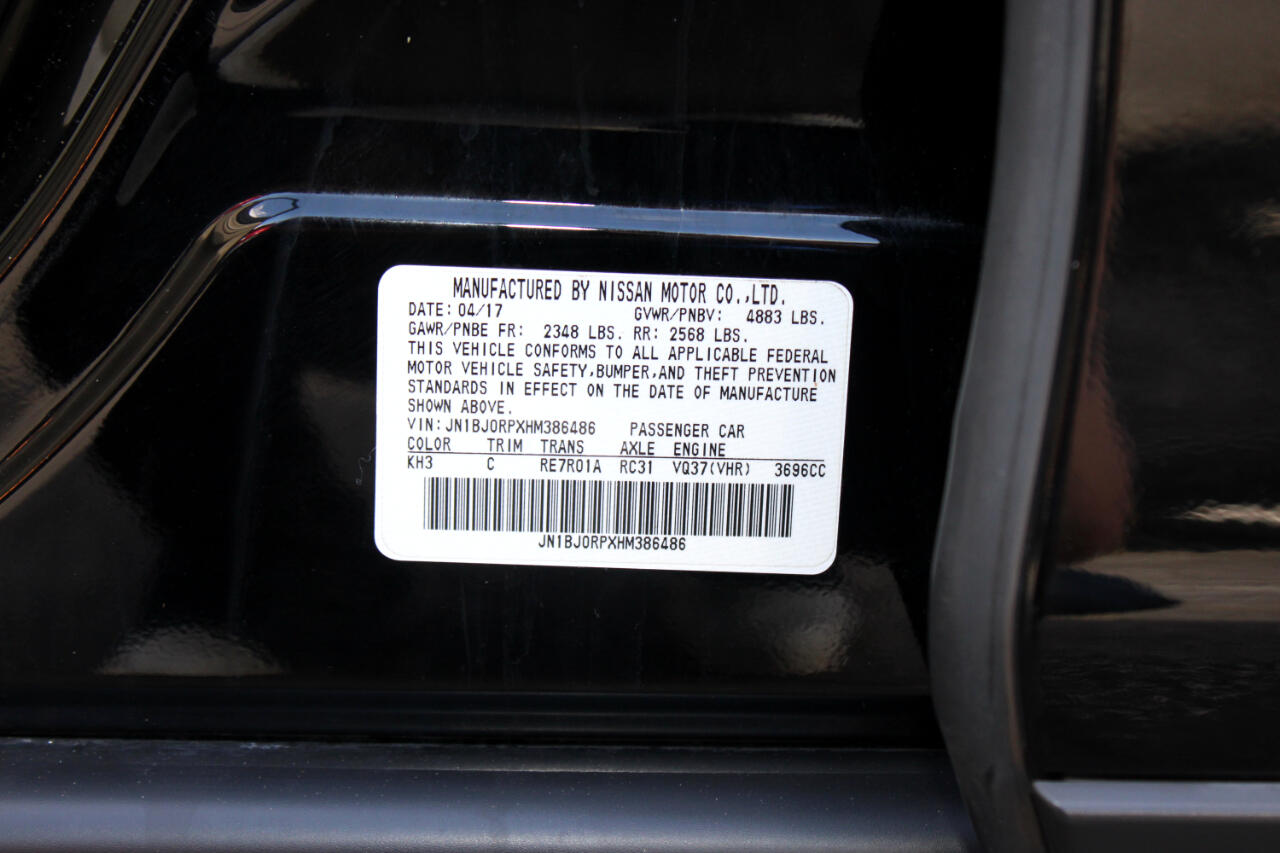 MANUFACTURED BY NISSAN MOTOR CO.,LTD.
DATE: 04/17 GVWR/PNBV: 4883 LBS.
GAWR/PNBE FR: 2348 LBS. RR: 2568 LBS.
THIS VEHICLE CONFORMS TO ALL APPLICABLE FEDERAL
MOTOR VEHICLE SAFETY,BUMPER,AND THEFT PREVENTION
STANDARDS IN EFFECT ON THE DATE OF MANUFACTURE
SHOWN ABOVE.
VIN:JN1BJ0RPXHM386486 PASSENGER CAR
COLOR TRIM TRANS AXLE ENGINE
KH3 C RE7R01A RC31 VQ37(VHR) 3696CC
JN1BJ0RPXHM386486